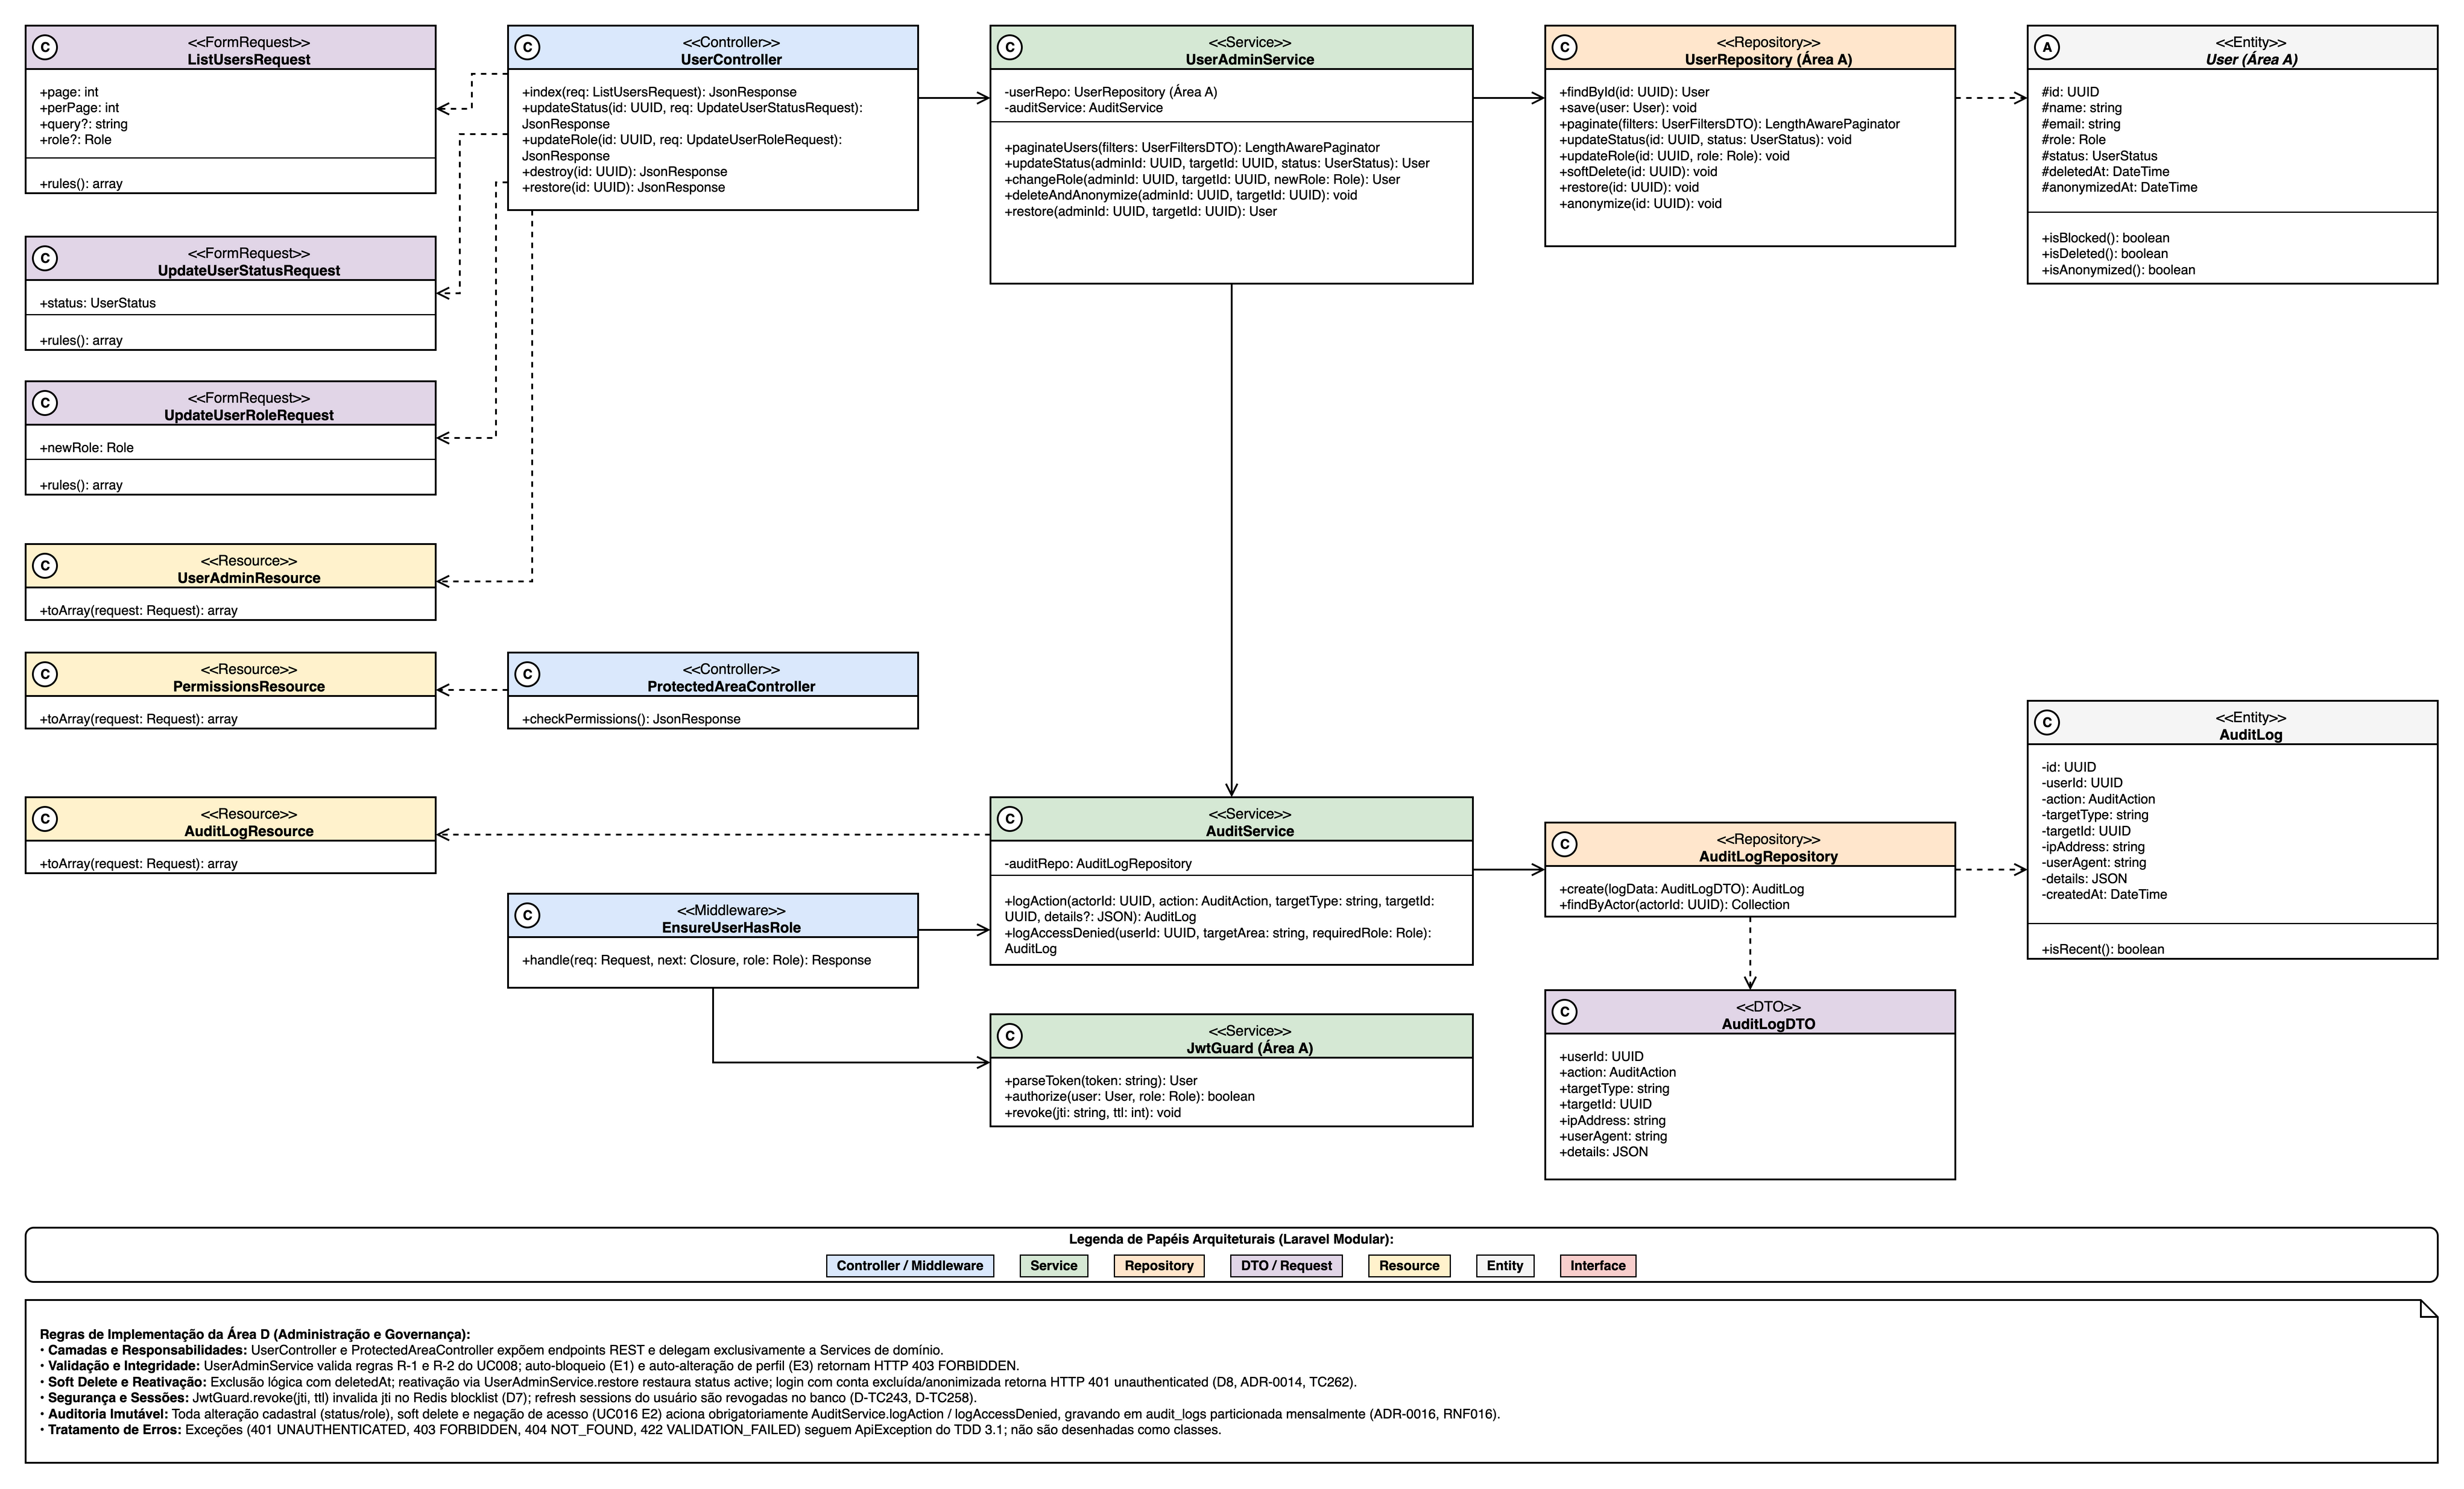 C
<<FormRequest>>
ListUsersRequest
+page: int
+perPage: int
+query?: string
+role?: Role
+rules(): array
C
<<Controller>>
UserController
+index(req: ListUsersRequest): JsonResponse
+updateStatus(id: UUID, req: UpdateUserStatusRequest):
JsonResponse
+updateRole(id: UUID, req: UpdateUserRoleRequest):
JsonResponse
+destroy(id: UUID): JsonResponse
+restore(id: UUID): JsonResponse
C
<<Service>>
UserAdminService
-userRepo: UserRepository (Área A)
-auditService: AuditService
+paginateUsers(filters: UserFiltersDTO): LengthAwarePaginator
+updateStatus(adminId: UUID, targetId: UUID, status: UserStatus): User
+changeRole(adminId: UUID, targetId: UUID, newRole: Role): User
+deleteAndAnonymize(adminId: UUID, targetId: UUID): void
+restore(adminId: UUID, targetId: UUID): User
C
<<Repository>>
UserRepository (Área A)
+findById(id: UUID): User
+save(user: User): void
+paginate(filters: UserFiltersDTO): LengthAwarePaginator
+updateStatus(id: UUID, status: UserStatus): void
+updateRole(id: UUID, role: Role): void
+softDelete(id: UUID): void
+restore(id: UUID): void
+anonymize(id: UUID): void
A
<<Entity>>
User (Área A)
#id: UUID
#name: string
#email: string
#role: Role
#status: UserStatus
#deletedAt: DateTime
#anonymizedAt: DateTime
+isBlocked(): boolean
+isDeleted(): boolean
+isAnonymized(): boolean
C
<<FormRequest>>
UpdateUserStatusRequest
+status: UserStatus
+rules(): array
C
<<FormRequest>>
UpdateUserRoleRequest
+newRole: Role
+rules(): array
C
<<Resource>>
UserAdminResource
+toArray(request: Request): array
C
<<Resource>>
PermissionsResource
+toArray(request: Request): array
C
<<Controller>>
ProtectedAreaController
+checkPermissions(): JsonResponse
C
<<Resource>>
AuditLogResource
+toArray(request: Request): array
C
<<Middleware>>
EnsureUserHasRole
+handle(req: Request, next: Closure, role: Role): Response
C
<<Service>>
AuditService
-auditRepo: AuditLogRepository
+logAction(actorId: UUID, action: AuditAction, targetType: string, targetId:
UUID, details?: JSON): AuditLog
+logAccessDenied(userId: UUID, targetArea: string, requiredRole: Role):
AuditLog
C
<<Service>>
JwtGuard (Área A)
+parseToken(token: string): User
+authorize(user: User, role: Role): boolean
+revoke(jti: string, ttl: int): void
C
<<Repository>>
AuditLogRepository
+create(logData: AuditLogDTO): AuditLog
+findByActor(actorId: UUID): Collection
C
<<DTO>>
AuditLogDTO
+userId: UUID
+action: AuditAction
+targetType: string
+targetId: UUID
+ipAddress: string
+userAgent: string
+details: JSON
C
<<Entity>>
AuditLog
-id: UUID
-userId: UUID
-action: AuditAction
-targetType: string
-targetId: UUID
-ipAddress: string
-userAgent: string
-details: JSON
-createdAt: DateTime
+isRecent(): boolean
Legenda de Papéis Arquiteturais (Laravel Modular):
Controller / Middleware
Service
Repository
DTO / Request
Resource
Entity
Interface
Regras de Implementação da Área D (Administração e Governança):
• Camadas e Responsabilidades: UserController e ProtectedAreaController expõem endpoints REST e delegam exclusivamente a Services de domínio.
• Validação e Integridade: UserAdminService valida regras R-1 e R-2 do UC008; auto-bloqueio (E1) e auto-alteração de perfil (E3) retornam HTTP 403 FORBIDDEN.
• Soft Delete e Reativação: Exclusão lógica com deletedAt; reativação via UserAdminService.restore restaura status active; login com conta excluída/anonimizada retorna HTTP 401 unauthenticated (D8, ADR-0014, TC262).
• Segurança e Sessões: JwtGuard.revoke(jti, ttl) invalida jti no Redis blocklist (D7); refresh sessions do usuário são revogadas no banco (D-TC243, D-TC258).
• Auditoria Imutável: Toda alteração cadastral (status/role), soft delete e negação de acesso (UC016 E2) aciona obrigatoriamente AuditService.logAction / logAccessDenied, gravando em audit_logs particionada mensalmente (ADR-0016, RNF016).
• Tratamento de Erros: Exceções (401 UNAUTHENTICATED, 403 FORBIDDEN, 404 NOT_FOUND, 422 VALIDATION_FAILED) seguem ApiException do TDD 3.1; não são desenhadas como classes.